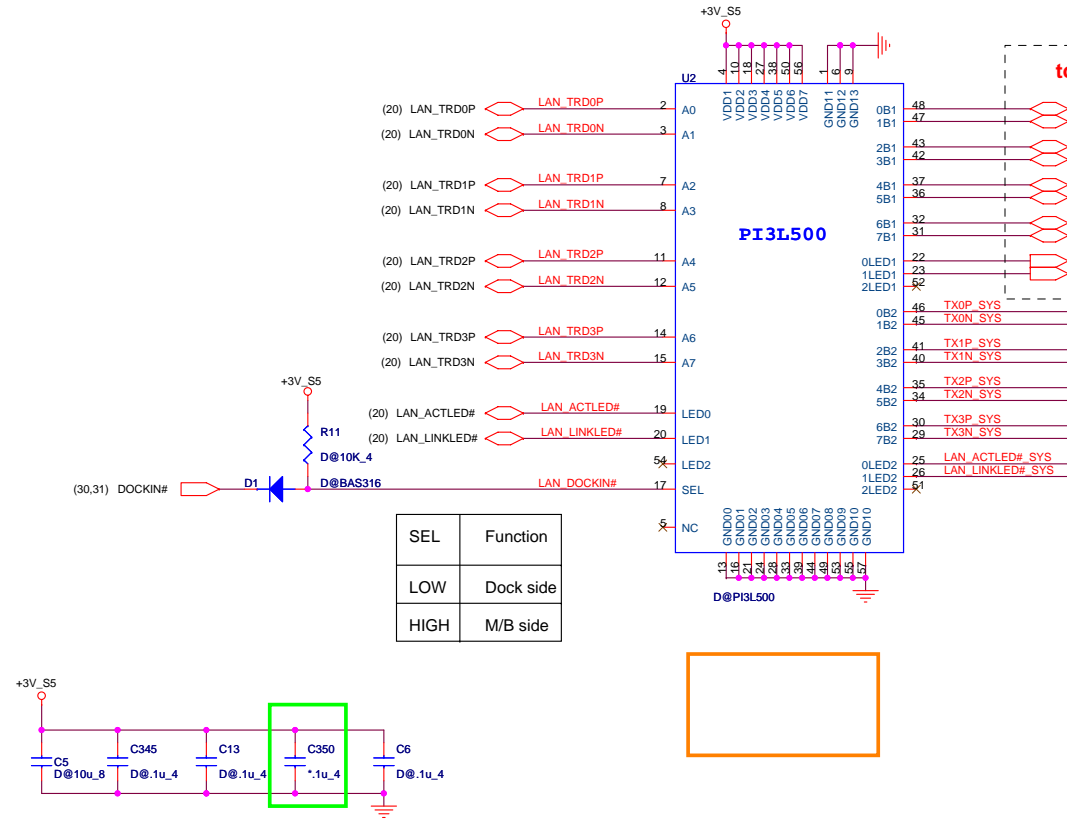 +3V_S5
4 10 18 27 38 50 56 1 6 9
U2
VDD1 VDD2 VDD3 VDD4 VDD5 VDD6 VDD7 GND11 GND12 GND13
(20) LAN_TRD0P LAN_TRD0P 2 A0 0B1 48
1B1 47
(20) LAN_TRD0N LAN_TRD0N 3 A1
2B1 43
3B1 42
(20) LAN_TRD1P LAN_TRD1P 7 A2 4B1 37
5B1 36
(20) LAN_TRD1N LAN_TRD1N 8 A3
6B1 32
7B1 31
PI3L500
(20) LAN_TRD2P LAN_TRD2P 11 A4 0LED1 22
1LED1 23
(20) LAN_TRD2N LAN_TRD2N 12 A5 2LED1 52
0B2 46 TX0P_SYS
1B2 45 TX0N_SYS
(20) LAN_TRD3P LAN_TRD3P 14 A6
2B2 41 TX1P_SYS
(20) LAN_TRD3N LAN_TRD3N 15 A7 3B2 40 TX1N_SYS
+3V_S5
4B2 35 TX2P_SYS
5B2 34 TX2N_SYS
(20) LAN_ACTLED# LAN_ACTLED# 19 LED0
6B2 30 TX3P_SYS
R11
(20) LAN_LINKLED# LAN_LINKLED# 20 LED1 7B2 29 TX3N_SYS
D@10K_4
54 LED2 0LED2 25 LAN_ACTLED#_SYS
1LED2 26 LAN_LINKLED#_SYS
(30,31) DOCKIN# D1 D@BAS316 LAN_DOCKIN# 17 SEL 2LED2 51
5 NC
GND00 GND01 GND02 GND03 GND04 GND05 GND06 GND07 GND08 GND09 GND10 GND10
13 16 21 24 28 33 39 44 49 53 55 57
D@PI3L500
SEL Function
LOW Dock side
HIGH M/B side
+3V_S5
C5 C345 C13 C350 C6
D@10u_8 D@.1u_4 D@.1u_4 *.1u_4 D@.1u_4